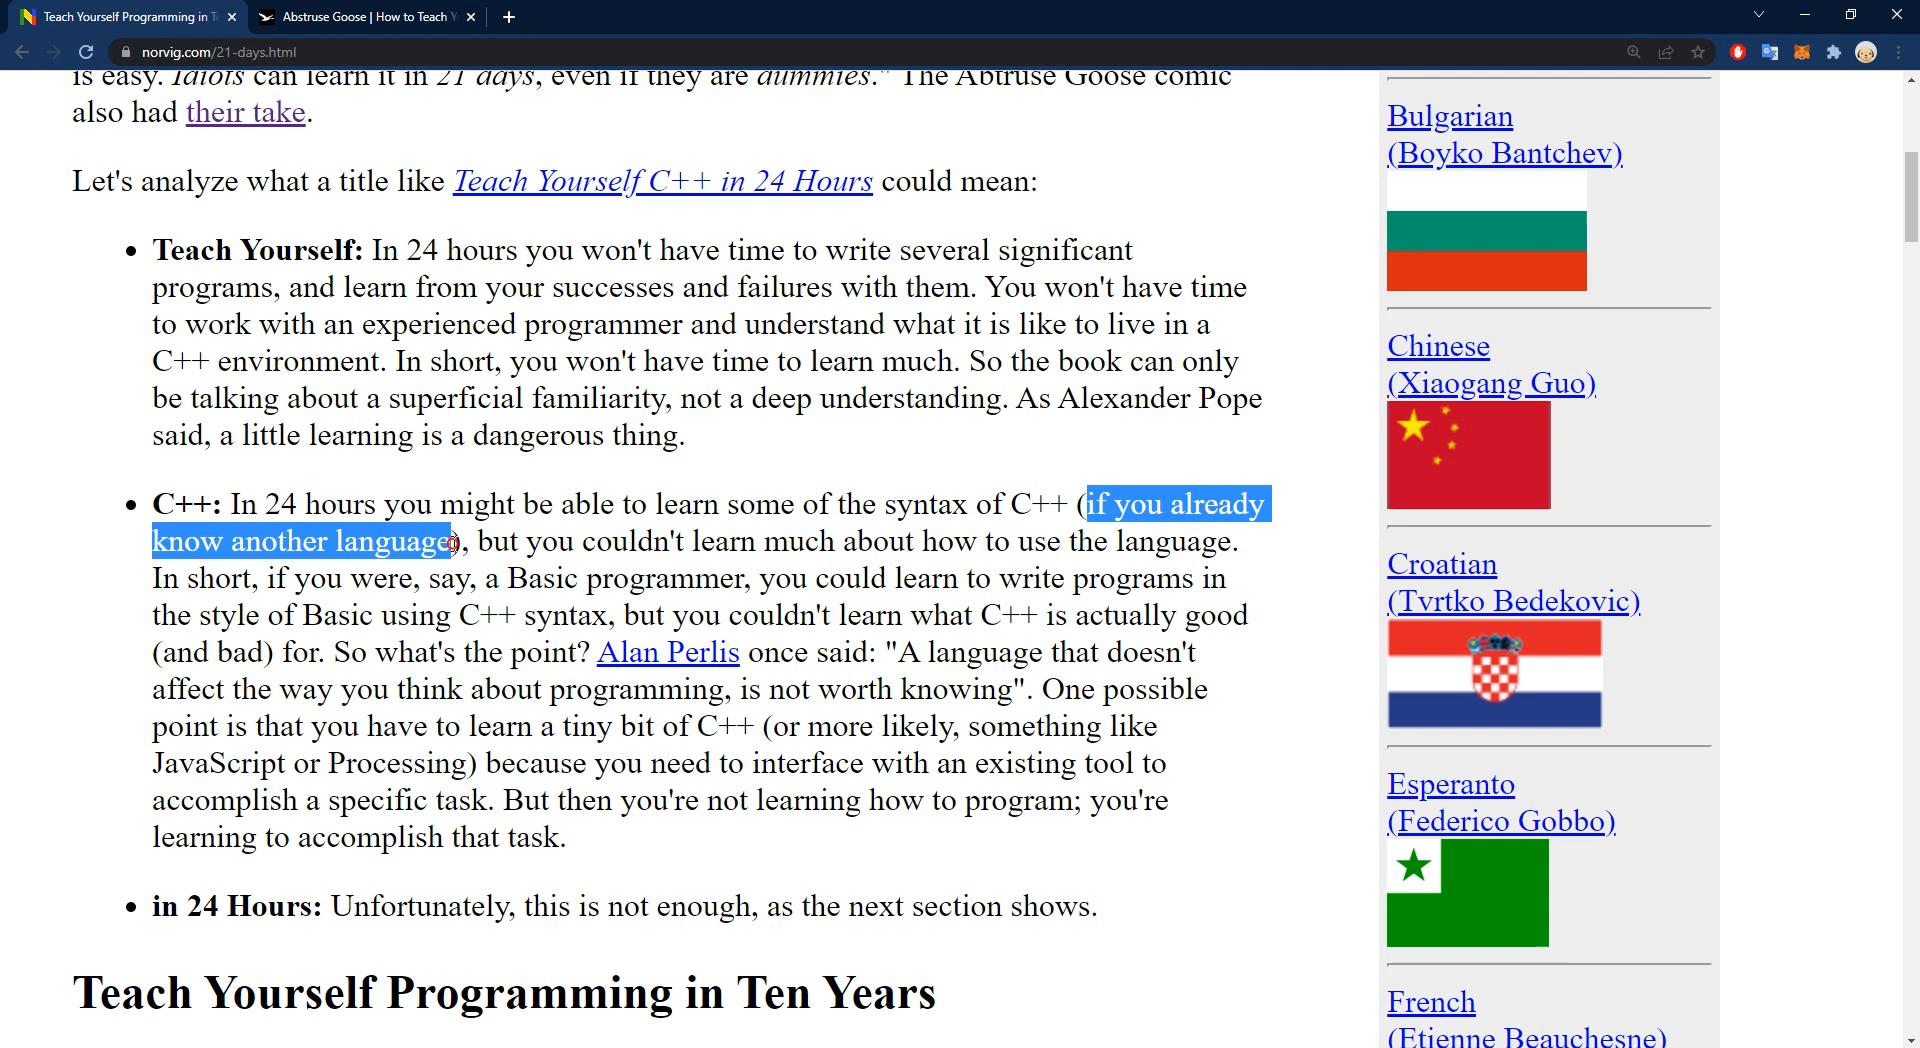 Teach Yourself Programming in T
Abstruse Goose | How to Teach Y
norvig.com/21-days.html
is easy. Idiots can learn it in 21 days, even if they are dummies." The Abtruse Goose comic
also had their take.
Let's analyze what a title like Teach Yourself C++ in 24 Hours could mean:
• Teach Yourself: In 24 hours you won't have time to write several significant
programs, and learn from your successes and failures with them. You won't have time
to work with an experienced programmer and understand what it is like to live in a
C++ environment. In short, you won't have time to learn much. So the book can only
be talking about a superficial familiarity, not a deep understanding. As Alexander Pope
said, a little learning is a dangerous thing.
• C++: In 24 hours you might be able to learn some of the syntax of C++ (if you already
know another language), but you couldn't learn much about how to use the language.
In short, if you were, say, a Basic programmer, you could learn to write programs in
the style of Basic using C++ syntax, but you couldn't learn what C++ is actually good
(and bad) for. So what's the point? Alan Perlis once said: "A language that doesn't
affect the way you think about programming, is not worth knowing". One possible
point is that you have to learn a tiny bit of C++ (or more likely, something like
JavaScript or Processing) because you need to interface with an existing tool to
accomplish a specific task. But then you're not learning how to program; you're
learning to accomplish that task.
• in 24 Hours: Unfortunately, this is not enough, as the next section shows.
Teach Yourself Programming in Ten Years
Bulgarian
(Boyko Bantchev)
Chinese
(Xiaogang Guo)
Croatian
(Tvrtko Bedekovic)
Esperanto
(Federico Gobbo)
French
(Etienne Beauchesne)